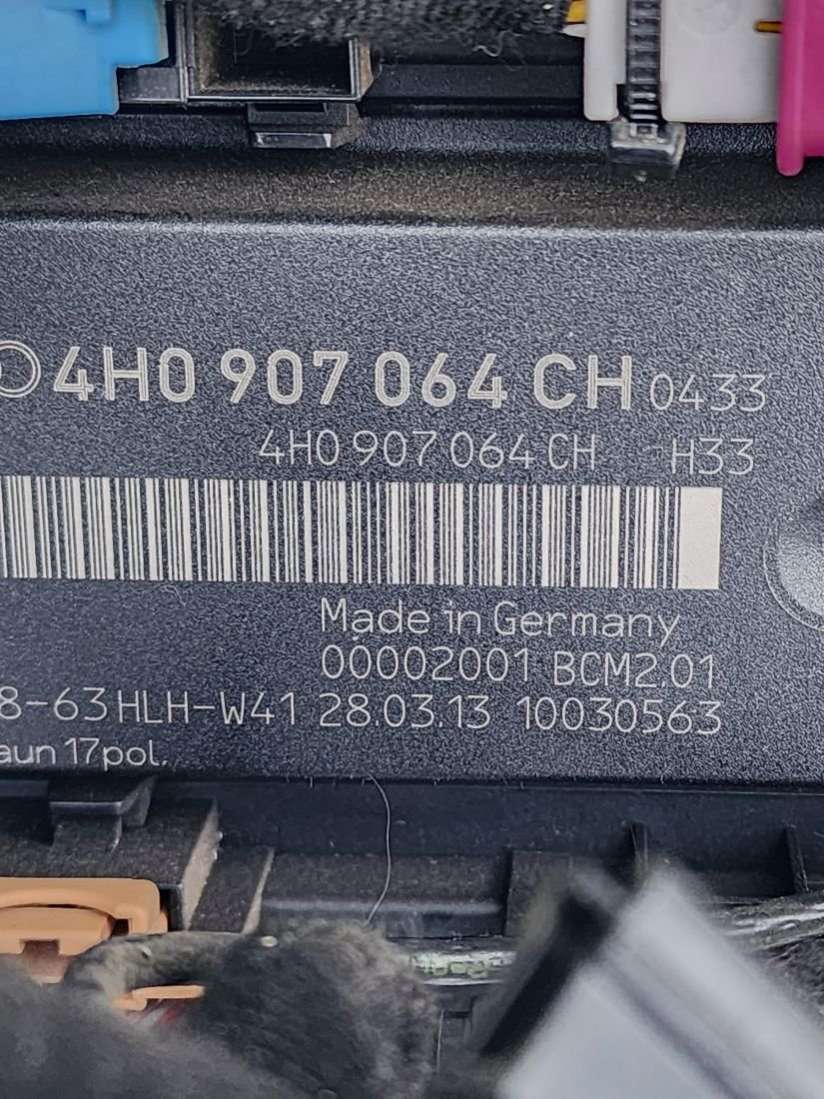 4H0 907 064 CH 0433
4H0 907 064 CH H33
Made in Germany
00002001 BCM2.01
8-63 HLH-W41 28.03.13 10030563
aun 17pol.